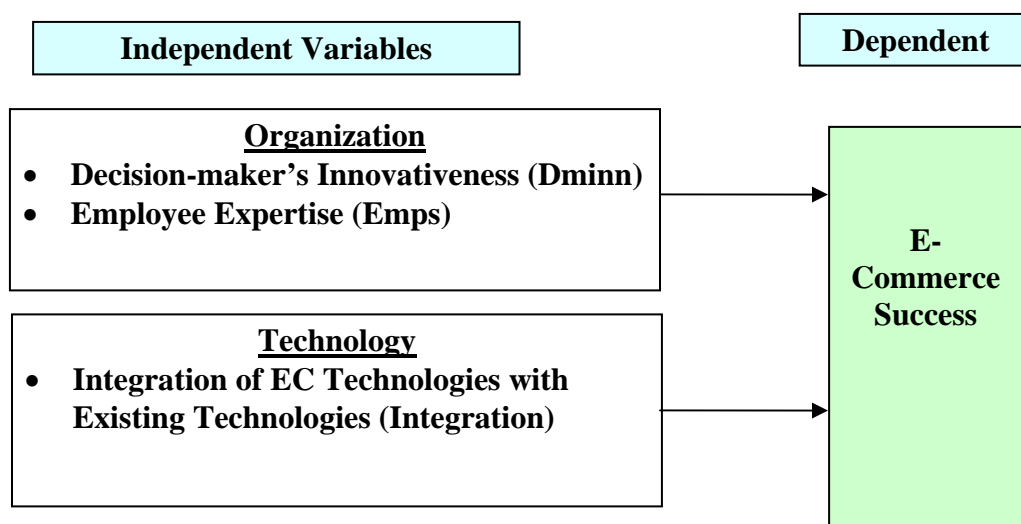 Independent Variables
Dependent
Organization
• Decision-maker’s Innovativeness (Dminn)
• Employee Expertise (Emps)
Technology
• Integration of EC Technologies with
Existing Technologies (Integration)
E-
Commerce
Success